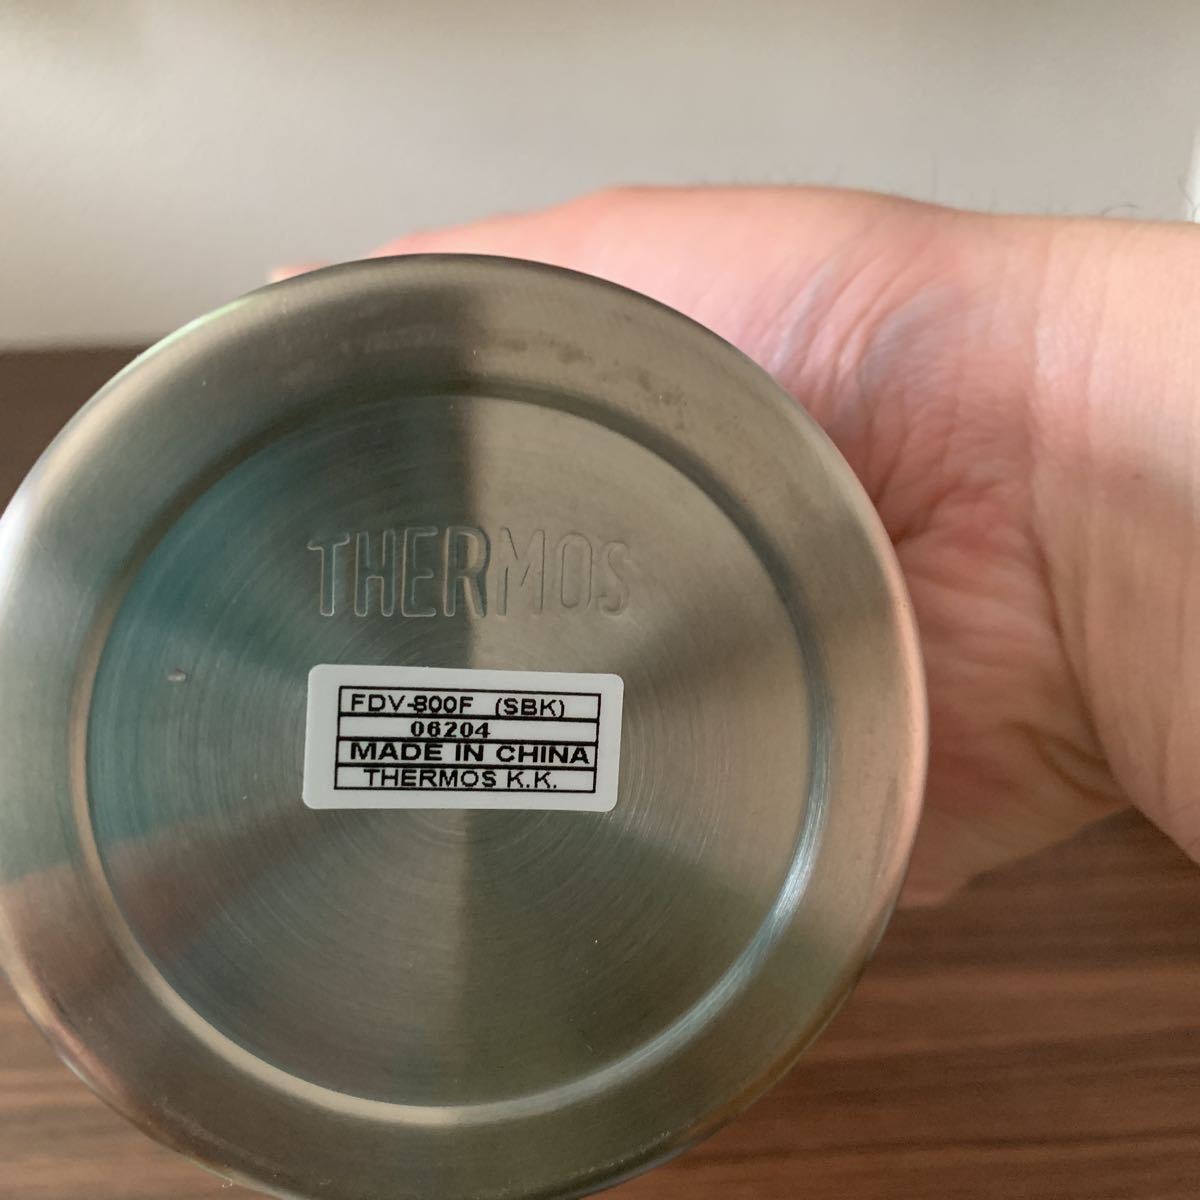 THERMOS
FDV-800F (SBK)
06204
MADE IN CHINA
THERMOS K.K.